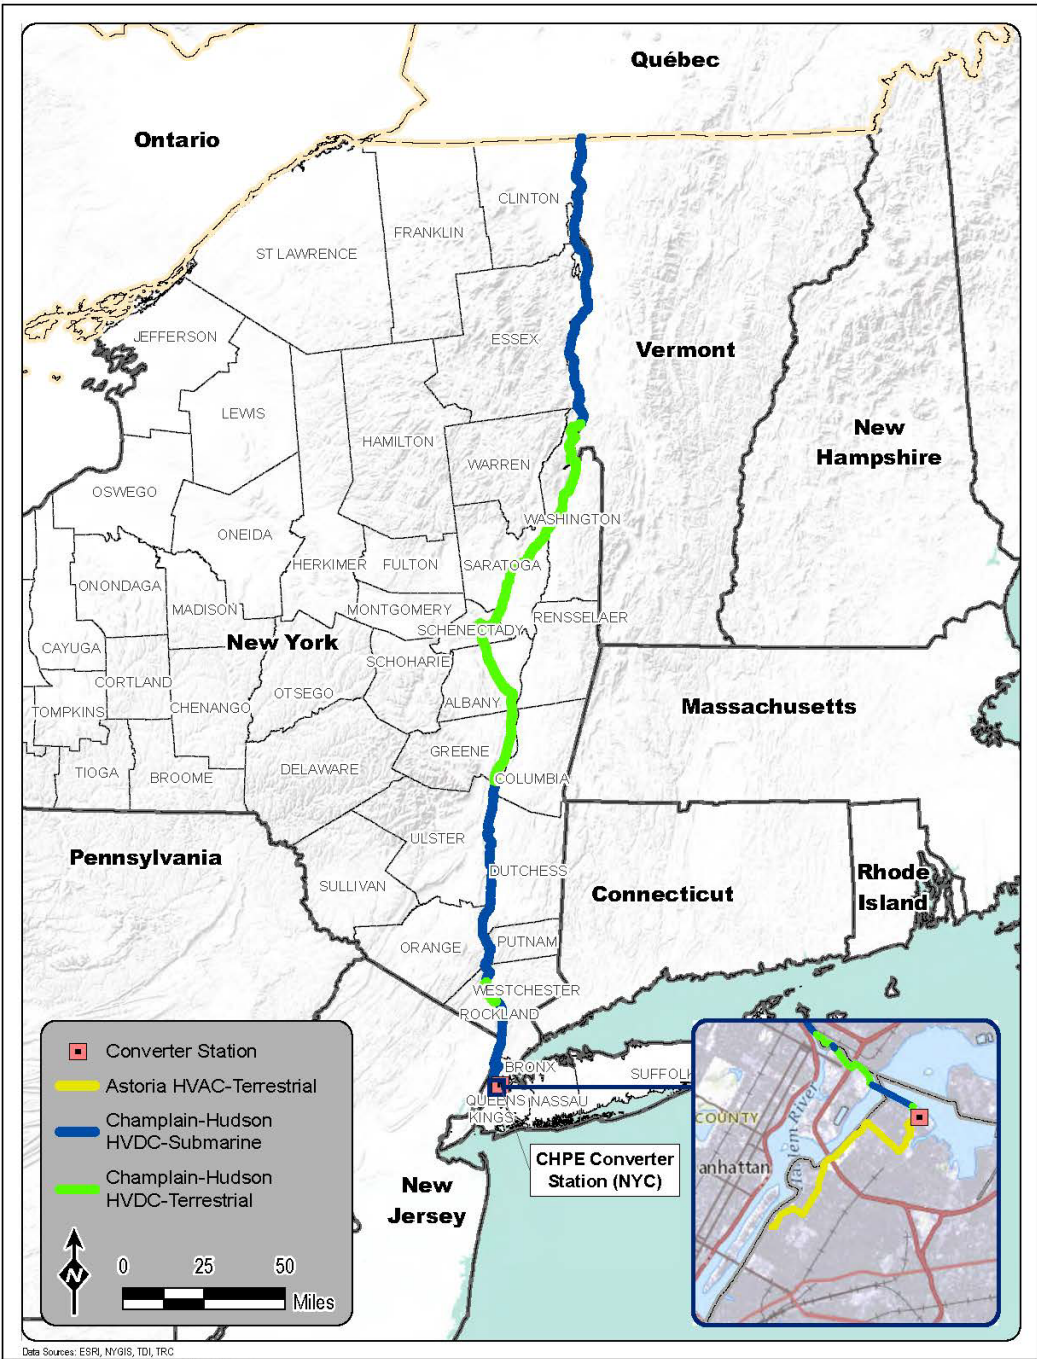 Québec
Ontario
CLINTON
FRANKLIN
ST LAWRENCE
JEFFERSON
ESSEX
Vermont
LEWIS
HAMILTON
New
Hampshire
WARREN
OSWEGO
WASHINGTON
ONEIDA
HERKIMER
FULTON
SARATOGA
ONONDAGA
MADISON
MONTGOMERY
RENSSELAER
SCHENECTADY
New York
CAYUGA
SCHOHARIE
CORTLAND
OTSEGO
ALBANY
CHENANGO
TOMPKINS
Massachusetts
GREENE
TIOGA
BROOME
DELAWARE
COLUMBIA
ULSTER
Pennsylvania
DUTCHESS
Rhode
Island
SULLIVAN
Connecticut
ORANGE
PUTNAM
WESTCHESTER
ROCKLAND
BRONX
SUFFOLK
QUEENS
NASSAU
KINGS
CHPE Converter
Station (NYC)
New
Jersey
Converter Station
Astoria HVAC-Terrestrial
Champlain-Hudson
HVDC-Submarine
Champlain-Hudson
HVDC-Terrestrial
N
0 25 50
Miles
COUNTY
Harlem River
anhattan
Data Sources: ESRI, NYGIS, TDI, TRC